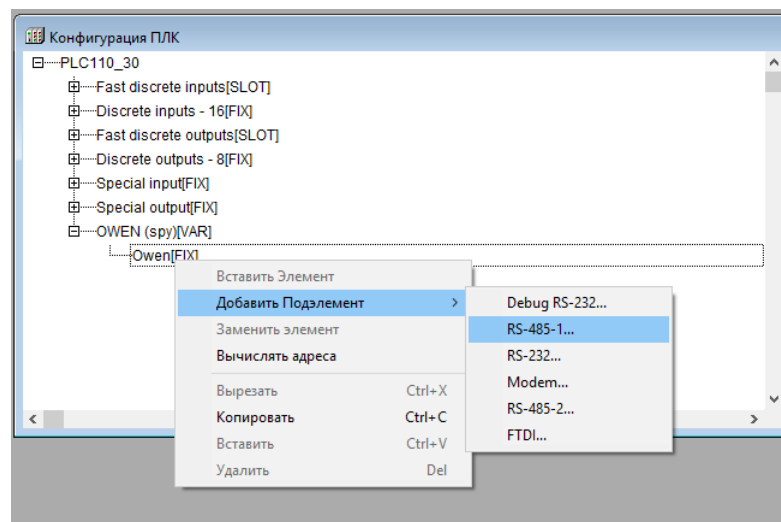 Конфигурация ПЛК
PLC110_30
Fast discrete inputs[SLOT]
Discrete inputs - 16[FIX]
Fast discrete outputs[SLOT]
Discrete outputs - 8[FIX]
Special input[FIX]
Special output[FIX]
OWEN (spy)[VAR]
Owen[FIX]
Вставить Элемент
Добавить Подэлемент >
Заменить элемент
Вычислять адреса
Вырезать Ctrl+X
Копировать Ctrl+C
Вставить Ctrl+V
Удалить Del
Debug RS-232...
RS-485-1...
RS-232...
Modem...
RS-485-2...
FTDI...